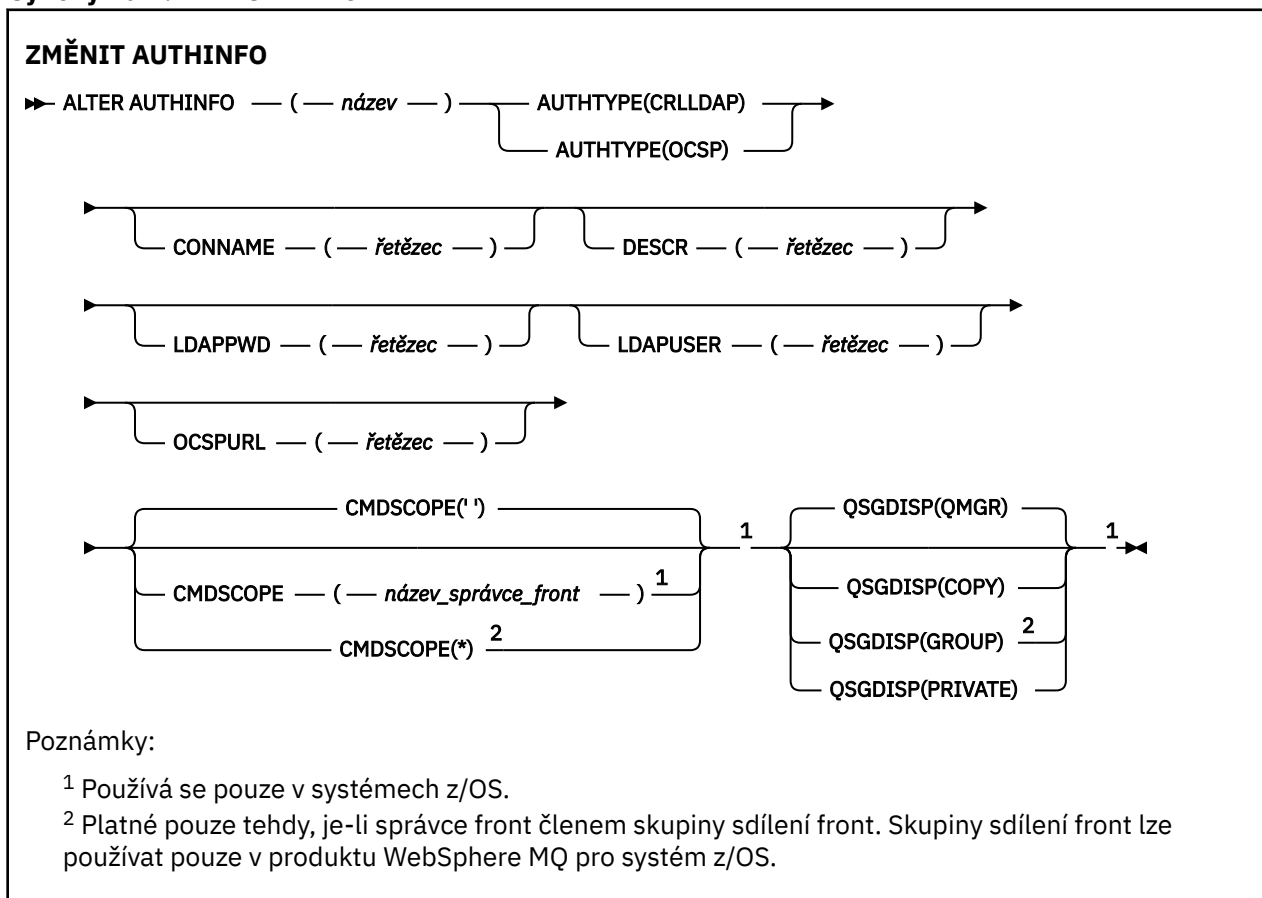 ZMĚNIT AUTHINFO
ALTER AUTHINFO ( název ) AUTHTYPE(CRLLDAP)
AUTHTYPE(OCSP)
CONNAME ( řetězec ) DESCR ( řetězec )
LDAPPWD ( řetězec ) LDAPUSER ( řetězec )
OCSPURL ( řetězec )
CMDSCOPE(' ') 1 QSGDISP(QMGR) 1
CMDSCOPE ( název_správce_front ) 1 QSGDISP(COPY)
CMDSCOPE(*) 2 QSGDISP(GROUP) 2
QSGDISP(PRIVATE)
Poznámky:
1 Používá se pouze v systémech z/OS.
2 Platné pouze tehdy, je-li správce front členem skupiny sdílení front. Skupiny sdílení front lze
používat pouze v produktu WebSphere MQ pro systém z/OS.